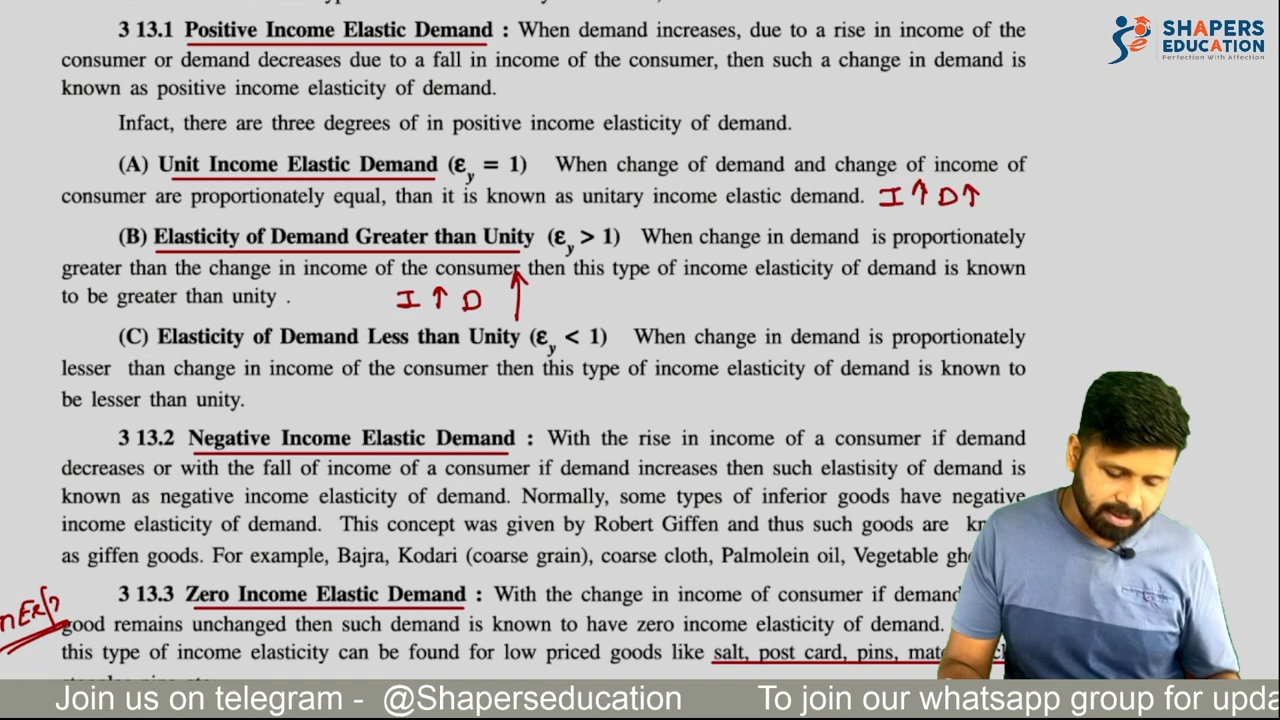 3 13.1 Positive Income Elastic Demand : When demand increases, due to a rise in income of the
consumer or demand decreases due to a fall in income of the consumer, then such a change in demand is
known as positive income elasticity of demand.
Infact, there are three degrees of in positive income elasticity of demand.
(A) Unit Income Elastic Demand (εy = 1) When change of demand and change of income of
consumer are proportionately equal, than it is known as unitary income elastic demand. I ↑ D ↑
(B) Elasticity of Demand Greater than Unity (εy > 1) When change in demand is proportionately
greater than the change in income of the consumer then this type of income elasticity of demand is known
to be greater than unity .
I ↑ D ↑
(C) Elasticity of Demand Less than Unity (εy < 1) When change in demand is proportionately
lesser than change in income of the consumer then this type of income elasticity of demand is known to
be lesser than unity.
3 13.2 Negative Income Elastic Demand : With the rise in income of a consumer if demand
decreases or with the fall of income of a consumer if demand increases then such elastisity of demand is
known as negative income elasticity of demand. Normally, some types of inferior goods have negative
income elasticity of demand. This concept was given by Robert Giffen and thus such goods are
as giffen goods. For example, Bajra, Kodari (coarse grain), coarse cloth, Palmolein oil, Vegetable
3 13.3 Zero Income Elastic Demand : With the change in income of consumer if demand
good remains unchanged then such demand is known to have zero income elasticity of demand.
this type of income elasticity can be found for low priced goods like salt, post card, pins,
SHAPERS
EDUCATION
Perfection With Affection
Join us on telegram - @Shaperseducation To join our whatsapp group for upda